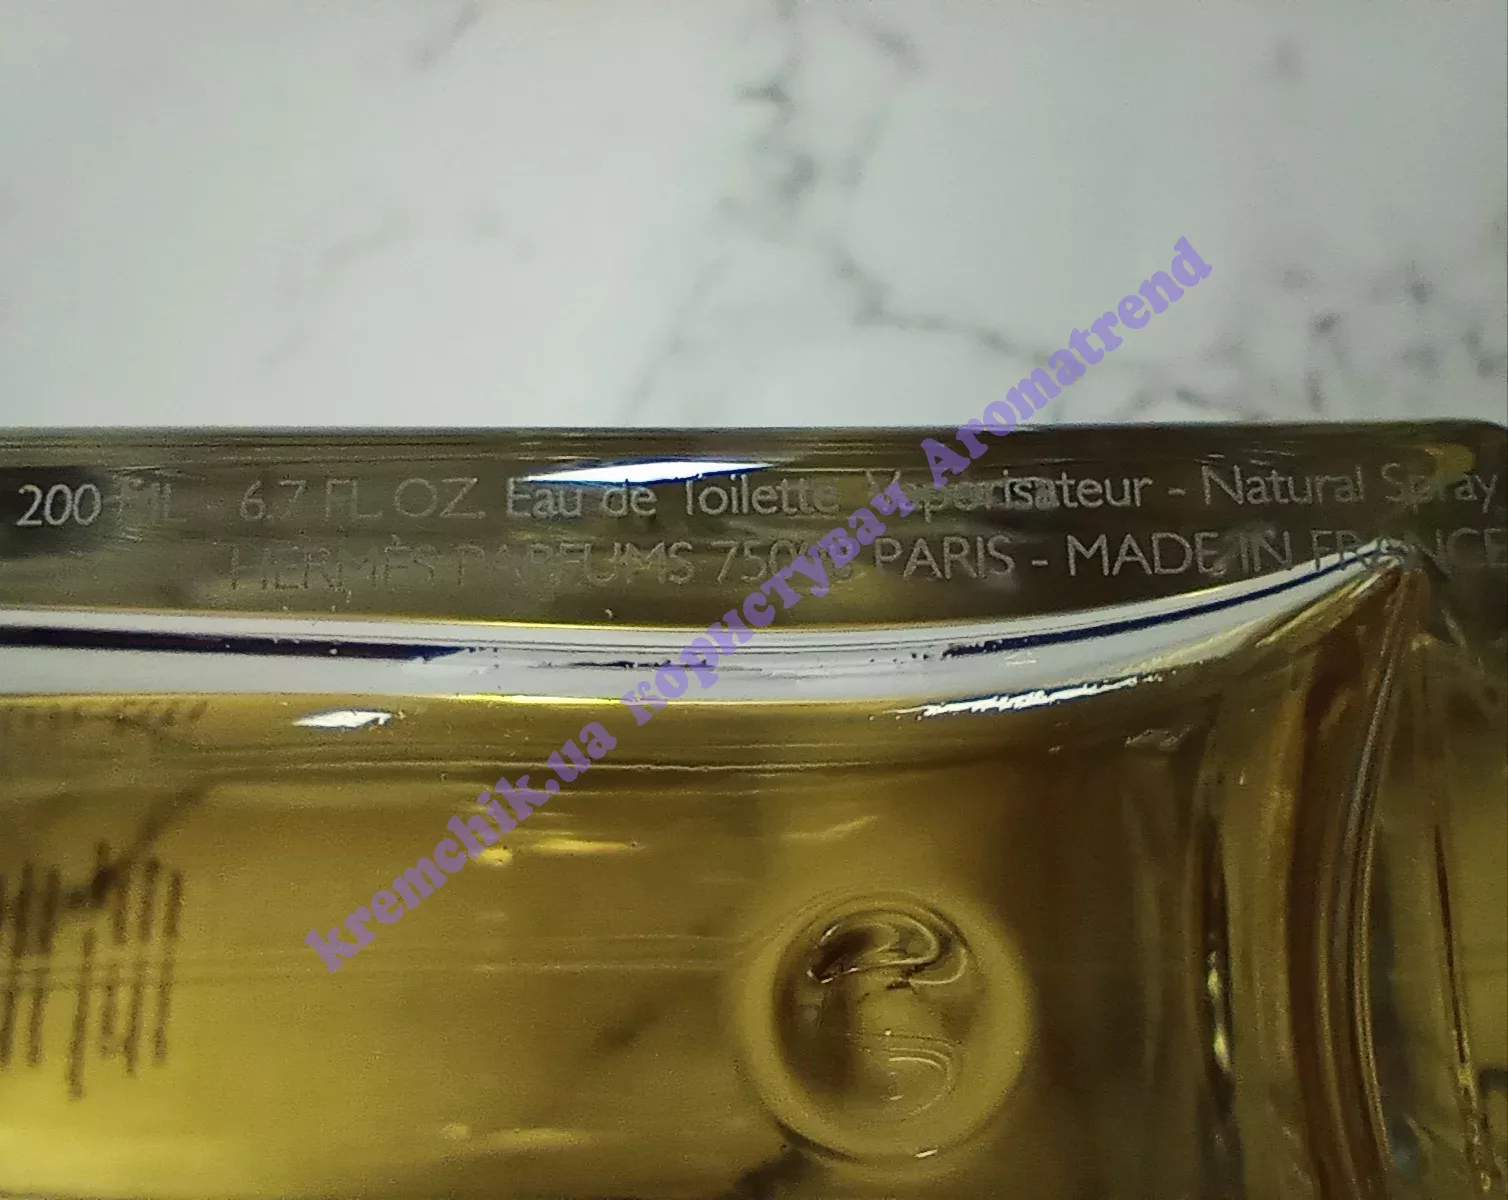 200 mL - 6.7 FL. OZ. Eau de Toilette Vaporisateur - Natural Spray
HERMÈS PARFUMS 75008 PARIS - MADE IN FRANCE
kremchik.ua користувач Aromatrend